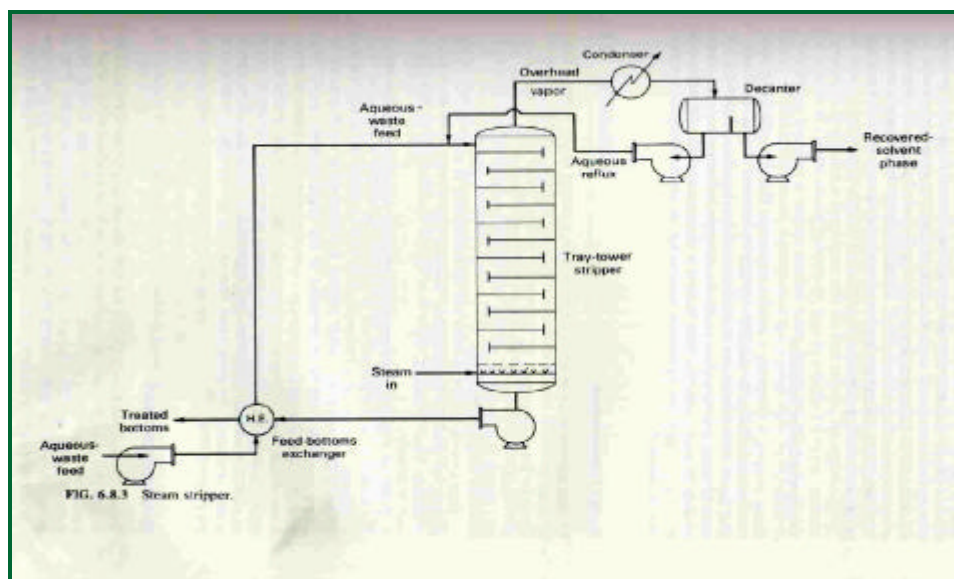 Condenser
Overhead
vapor
Decanter
Aqueous-
waste
feed
Recovered-
solvent
phase
Aqueous
reflux
Tray-tower
stripper
Steam
in
Treated
bottoms
H.E.
Feed-bottoms
exchanger
Aqueous-
waste
feed
FIG. 6.8.3 Steam stripper.